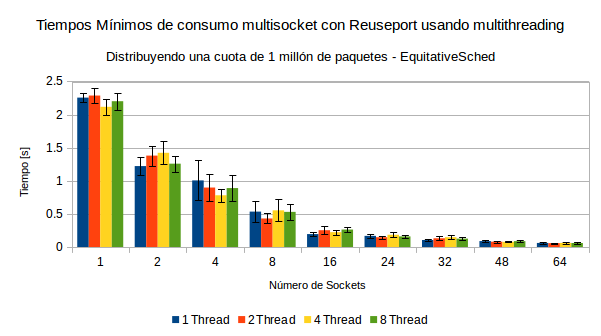 Tiempos Mínimos de consumo multisocket con Reuseport usando multithreading
Distribuyendo una cuota de 1 millón de paquetes - EquitativeSched
2.5
2
1.5
1
0.5
0
Tiempo [s]
1 2 4 8 16 24 32 48 64
Número de Sockets
1 Thread 2 Thread 4 Thread 8 Thread